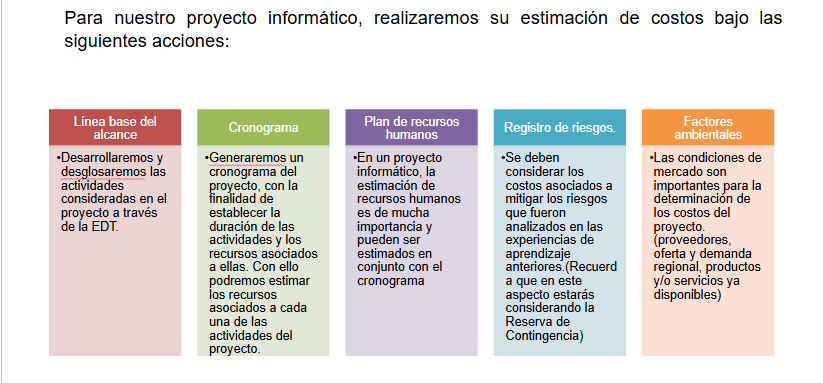 Para nuestro proyecto informático, realizaremos su estimación de costos bajo las
siguientes acciones:
Línea base del
alcance
•Desarrollaremos y
desglosaremos las
actividades
consideradas en el
proyecto a través
de la EDT.
Cronograma
•Generaremos un
cronograma del
proyecto, con la
finalidad de
establecer la
duración de las
actividades y los
recursos asociados
a ellas. Con ello
podremos estimar
los recursos
asociados a cada
una de las
actividades del
proyecto.
Plan de recursos
humanos
•En un proyecto
informático, la
estimación de
recursos humanos
es de mucha
importancia y
pueden ser
estimados en
conjunto con el
cronograma
Registro de riesgos.
•Se deben
considerar los
costos asociados a
mitigar los riesgos
que fueron
analizados en las
experiencias de
aprendizaje
anteriores.(Recuerd
a que en este
aspecto estarás
considerando la
Reserva de
Contingencia)
Factores
ambientales
•Las condiciones de
mercado son
importantes para la
determinación de
los costos del
proyecto.
(proveedores,
oferta y demanda
regional, productos
y/o servicios ya
disponibles)